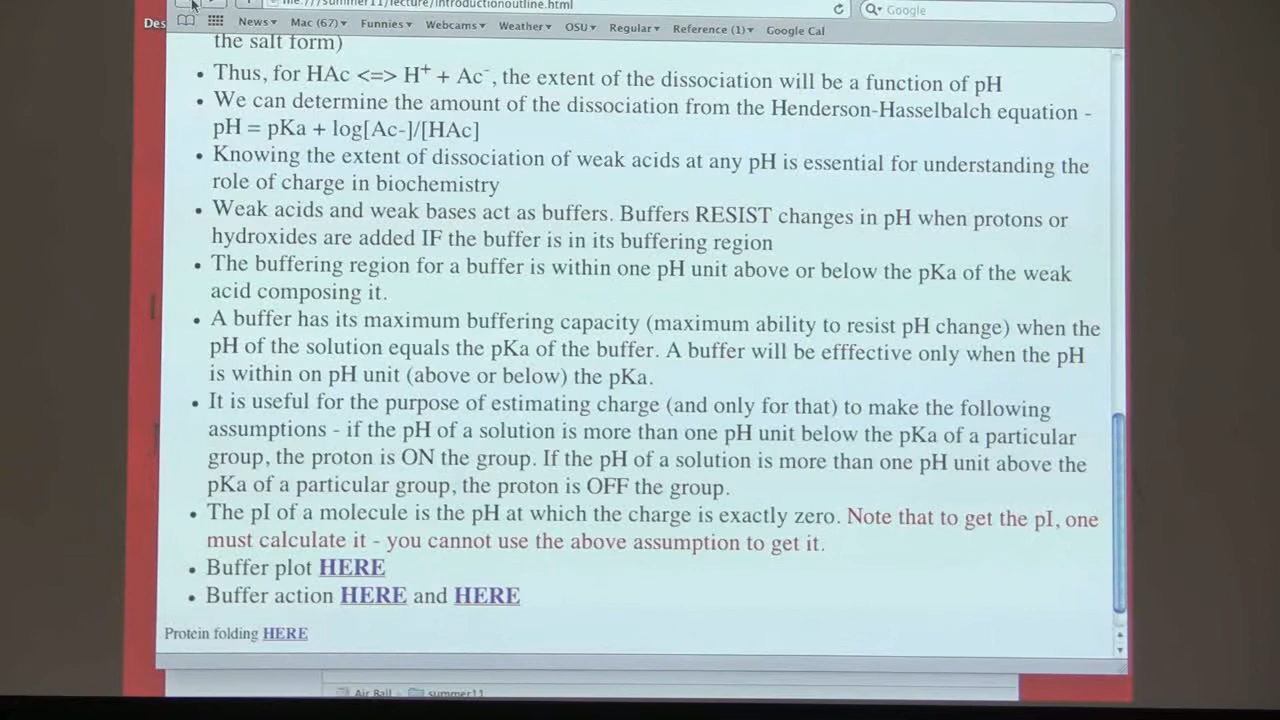 file:///summer11/lecture/introductionoutline.html
Google
Des
News▾ Mac (67)▾ Funnies▾ Webcams▾ Weather▾ OSU▾ Regular▾ Reference (1)▾ Google Cal
the salt form)
• Thus, for HAc <=> H⁺ + Ac⁻, the extent of the dissociation will be a function of pH
• We can determine the amount of the dissociation from the Henderson-Hasselbalch equation -
pH = pKa + log[Ac-]/[HAc]
• Knowing the extent of dissociation of weak acids at any pH is essential for understanding the
role of charge in biochemistry
• Weak acids and weak bases act as buffers. Buffers RESIST changes in pH when protons or
hydroxides are added IF the buffer is in its buffering region
• The buffering region for a buffer is within one pH unit above or below the pKa of the weak
acid composing it.
• A buffer has its maximum buffering capacity (maximum ability to resist pH change) when the
pH of the solution equals the pKa of the buffer. A buffer will be efffective only when the pH
is within on pH unit (above or below) the pKa.
• It is useful for the purpose of estimating charge (and only for that) to make the following
assumptions - if the pH of a solution is more than one pH unit below the pKa of a particular
group, the proton is ON the group. If the pH of a solution is more than one pH unit above the
pKa of a particular group, the proton is OFF the group.
• The pI of a molecule is the pH at which the charge is exactly zero. Note that to get the pI, one
must calculate it - you cannot use the above assumption to get it.
• Buffer plot HERE
• Buffer action HERE and HERE
Protein folding HERE
Air Ball summer11